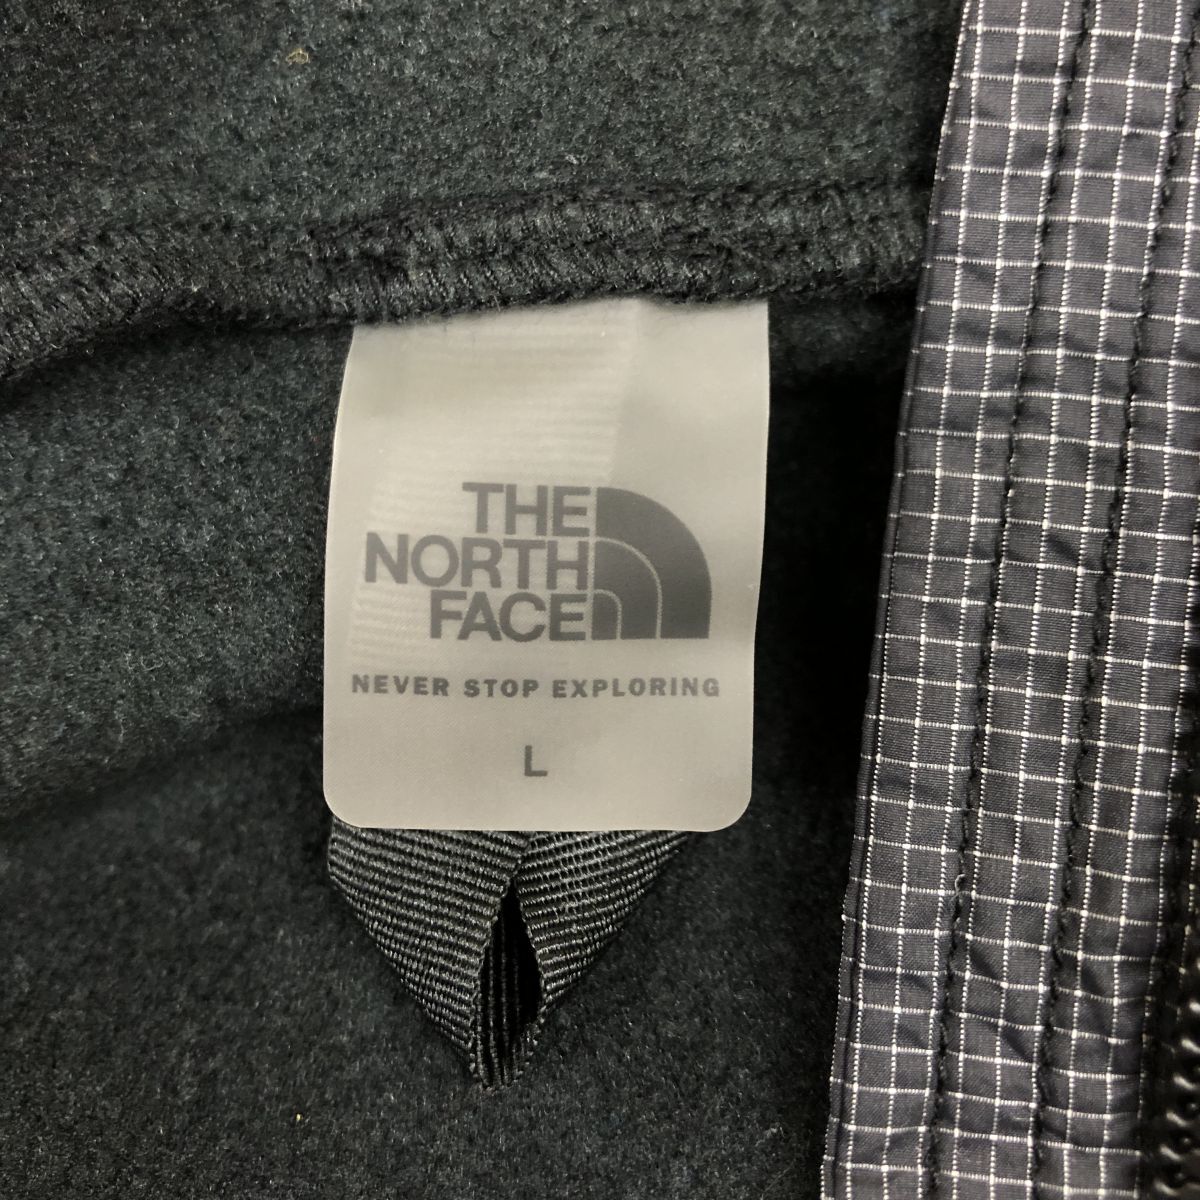 THE
NORTH
FACE
NEVER STOP EXPLORING
L